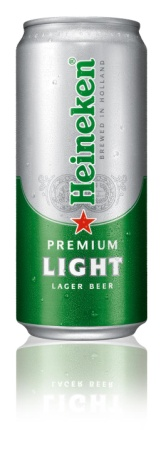 Heineken
BREWED IN HOLLAND
PREMIUM
LIGHT
LAGER BEER